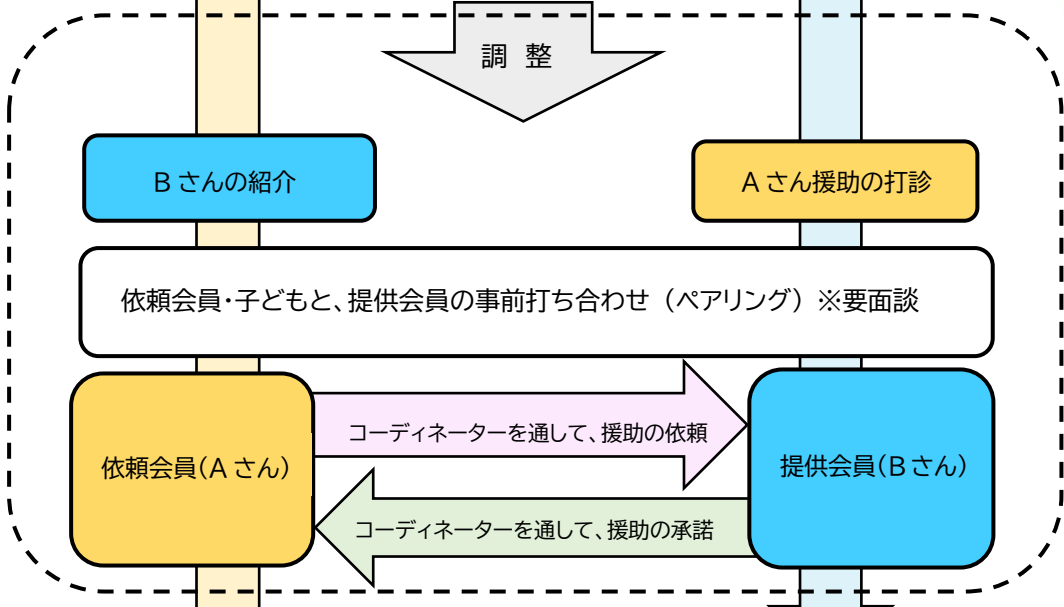 調 整
Bさんの紹介
Aさん援助の打診
依頼会員・子どもと、提供会員の事前打ち合わせ（ペアリング）※要面談
コーディネーターを通して、援助の依頼
依頼会員(Aさん)
提供会員(Bさん)
コーディネーターを通して、援助の承諾